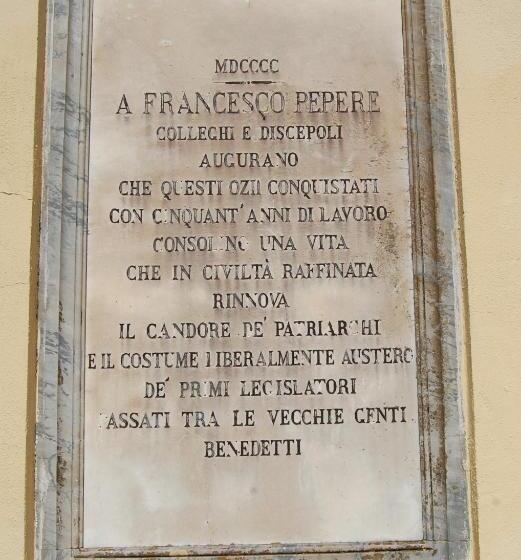 MDCCCC
A FRANCESCO PEPERE
COLLEGHI E DISCEPOLI
AUGURANO
CHE QUESTI OZII CONQUISTATI
CON CINQUANT'ANNI DI LAVORO
CONSOLINO UNA VITA
CHE IN CIVILTÀ RAFFINATA
RINNOVA
IL CANDORE DE' PATRIARCHI
E IL COSTUME LIBERALMENTE AUSTERO
DE' PRIMI LEGISLATORI
PASSATI TRA LE VECCHIE GENTI
BENEDETTI